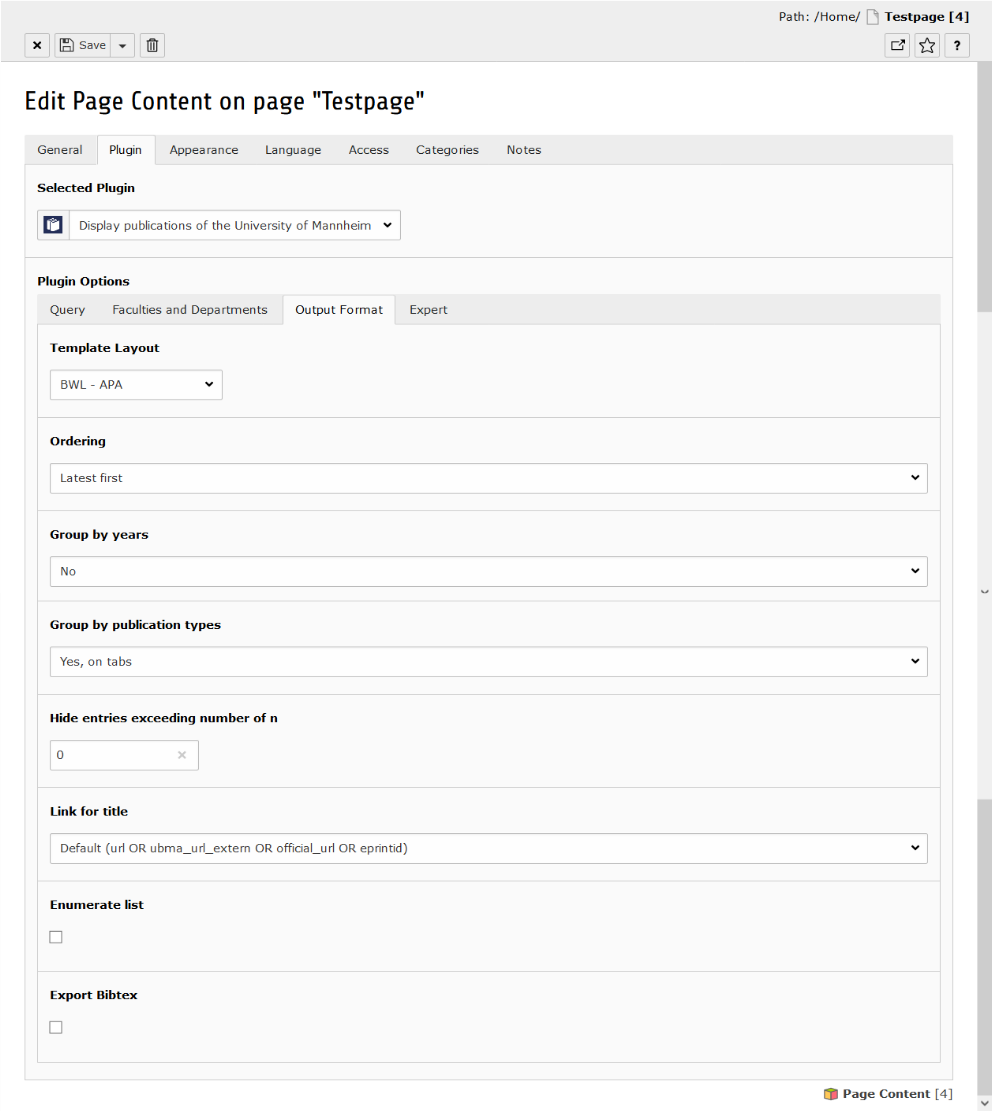 Path: /Home/ Testpage [4]
Save
?
Edit Page Content on page "Testpage"
General Plugin Appearance Language Access Categories Notes
Selected Plugin
Display publications of the University of Mannheim
Plugin Options
Query Faculties and Departments Output Format Expert
Template Layout
BWL - APA
Ordering
Latest first
Group by years
No
Group by publication types
Yes, on tabs
Hide entries exceeding number of n
0
Link for title
Default (url OR ubma_url_extern OR official_url OR eprintid)
Enumerate list
Export Bibtex
Page Content [4]